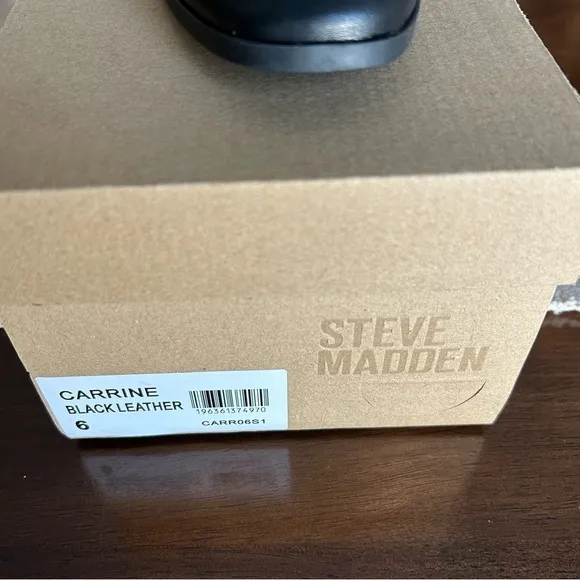 STEVE
MADDEN
CARRINE
BLACK LEATHER
6
196361374970
CARR06S1